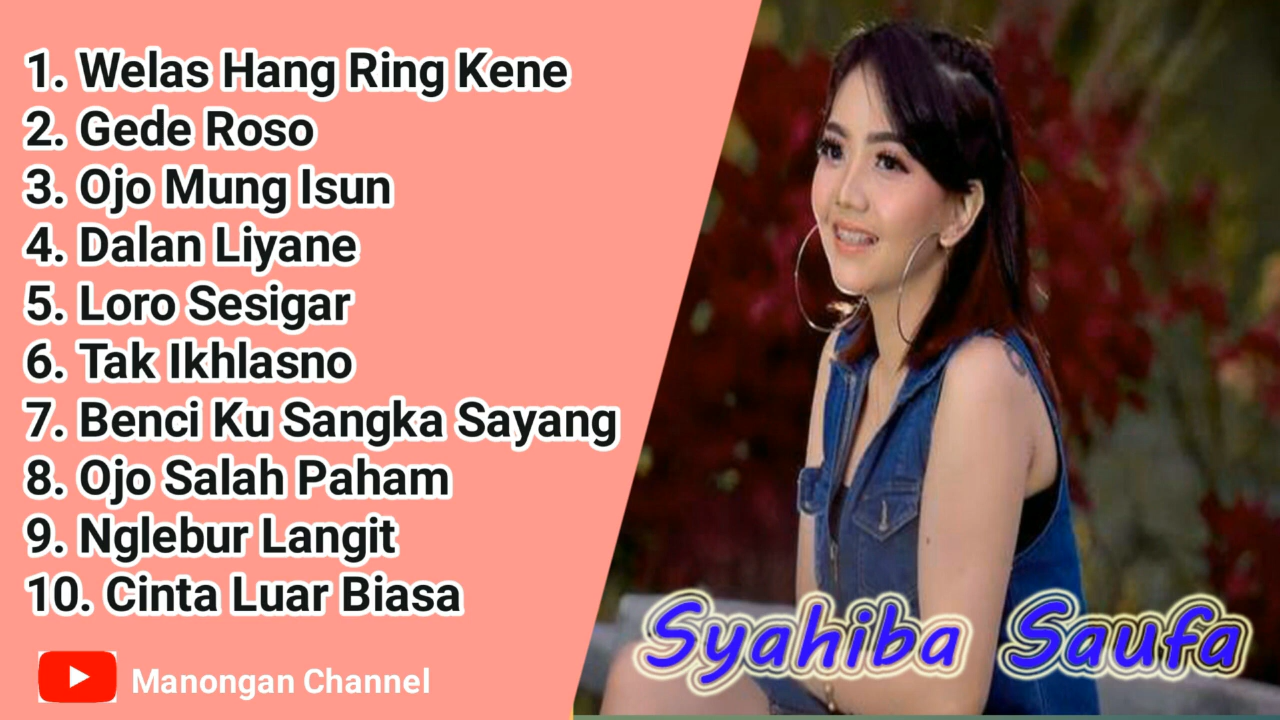 1. Welas Hang Ring Kene
2. Gede Roso
3. Ojo Mung Isun
4. Dalan Liyane
5. Loro Sesigar
6. Tak Ikhlasno
7. Benci Ku Sangka Sayang
8. Ojo Salah Paham
9. Nglebur Langit
10. Cinta Luar Biasa
Manongan Channel
Syahiba Saufa